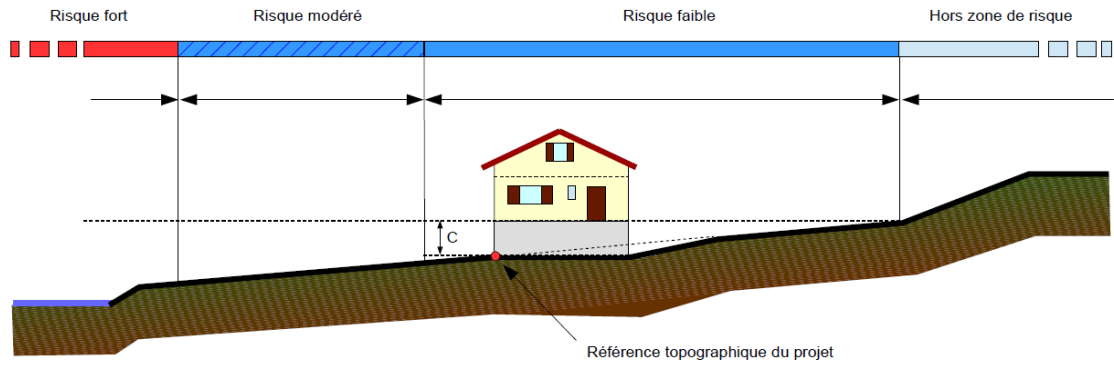 Risque fort
Risque modéré
Risque faible
Hors zone de risque
C
Référence topographique du projet